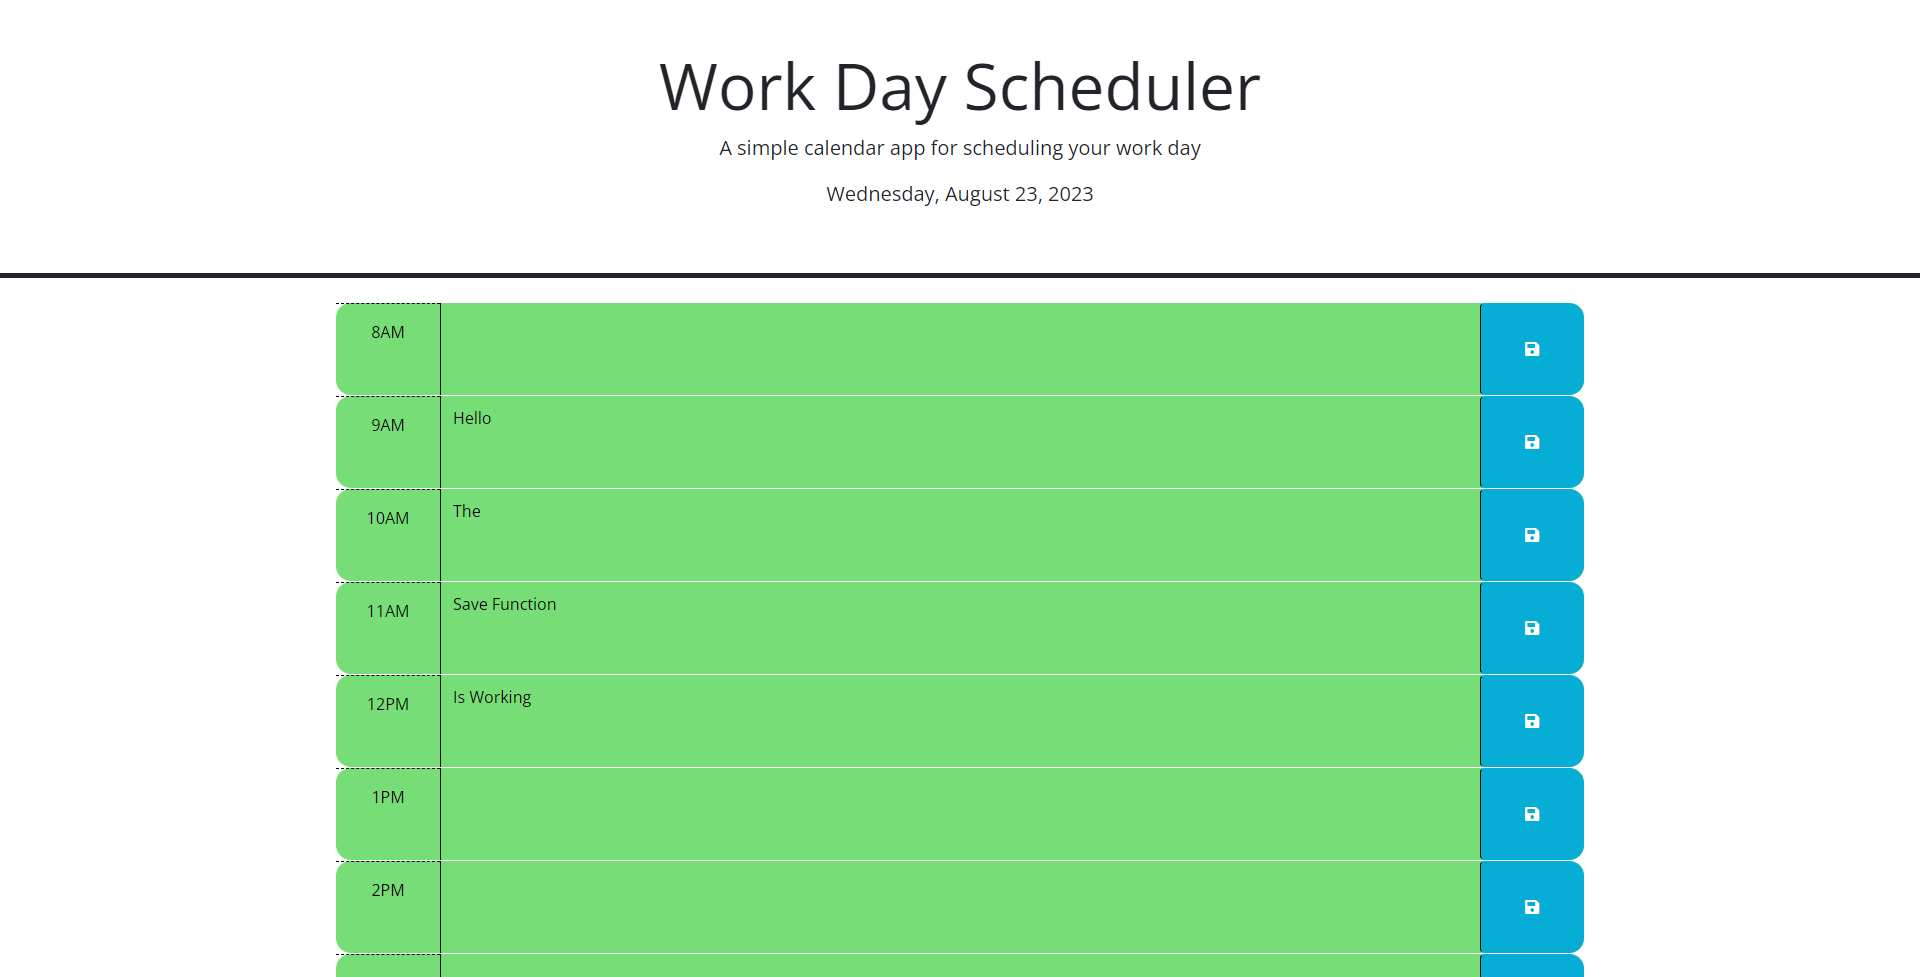 Work Day Scheduler
A simple calendar app for scheduling your work day
Wednesday, August 23, 2023
8AM
9AM Hello
10AM The
11AM Save Function
12PM Is Working
1PM
2PM